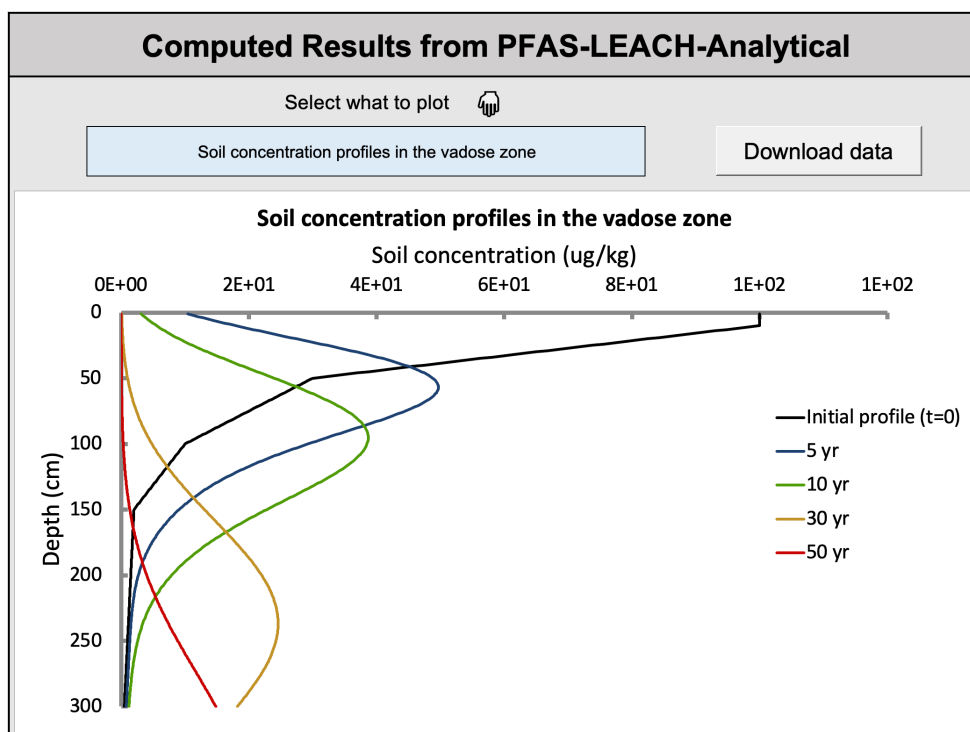 Computed Results from PFAS-LEACH-Analytical
Select what to plot
Soil concentration profiles in the vadose zone
Download data
Soil concentration profiles in the vadose zone
Soil concentration (ug/kg)
0E+00 2E+01 4E+01 6E+01 8E+01 1E+02 1E+02
0
50
100
150
200
250
300
Depth (cm)
Initial profile (t=0)
5 yr
10 yr
30 yr
50 yr